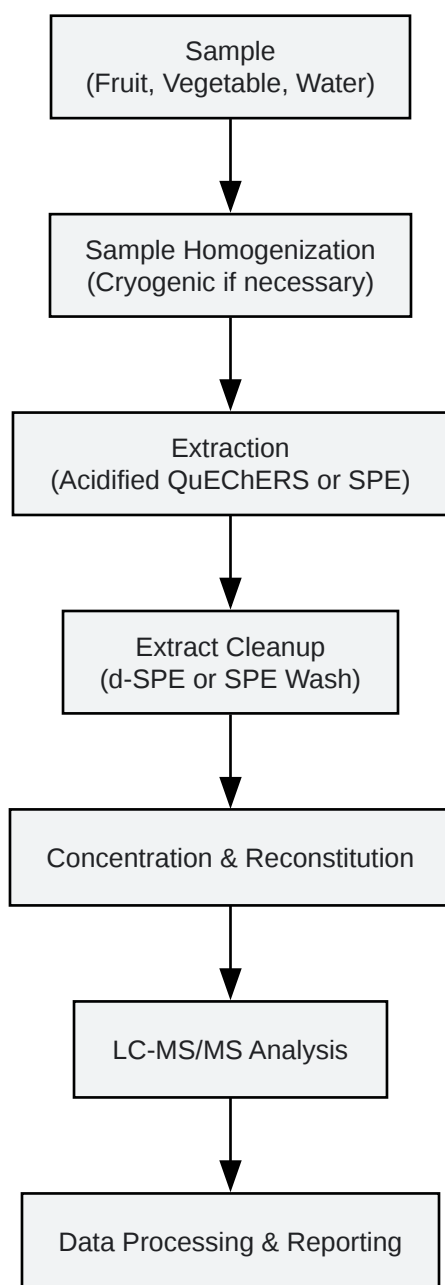 Sample
(Fruit, Vegetable, Water)
Sample Homogenization
(Cryogenic if necessary)
Extraction
(Acidified QuEChERS or SPE)
Extract Cleanup
(d-SPE or SPE Wash)
Concentration & Reconstitution
LC-MS/MS Analysis
Data Processing & Reporting